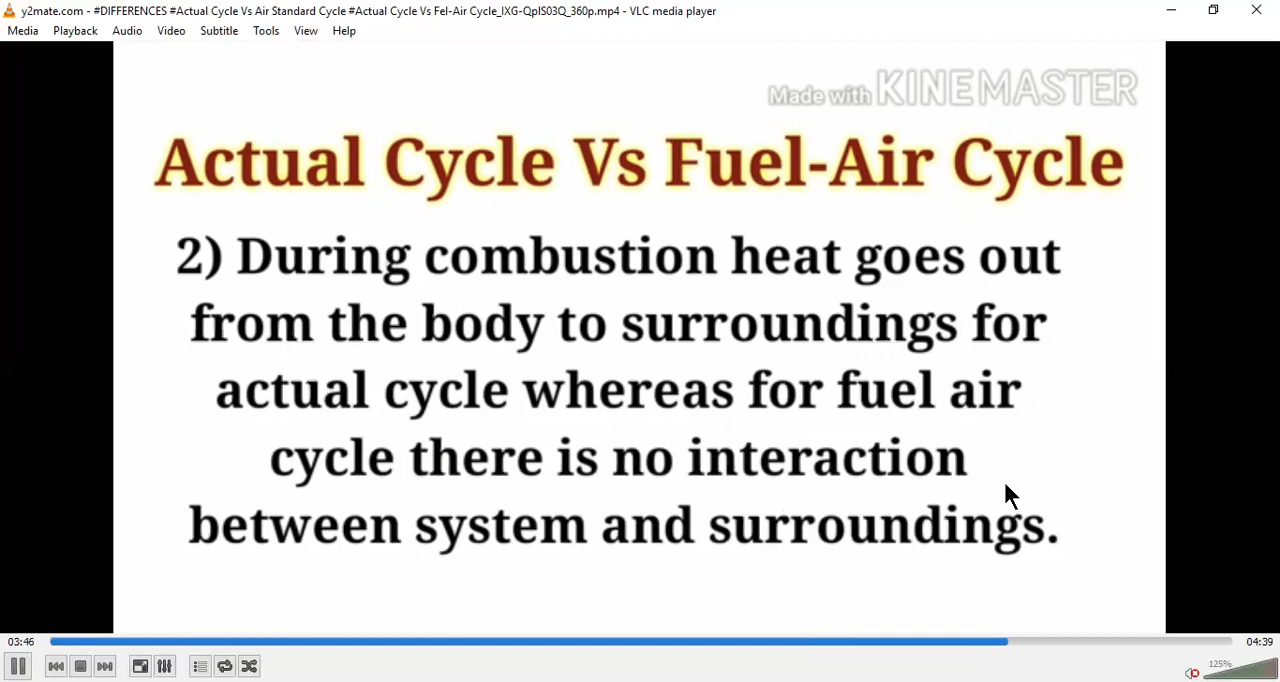 y2mate.com - #DIFFERENCES #Actual Cycle Vs Air Standard Cycle #Actual Cycle Vs Fel-Air Cycle_IXG-QpIS03Q_360p.mp4 - VLC media player
Media Playback Audio Video Subtitle Tools View Help
Made with KINEMASTER
Actual Cycle Vs Fuel-Air Cycle
2) During combustion heat goes out
from the body to surroundings for
actual cycle whereas for fuel air
cycle there is no interaction
between system and surroundings.
03:46 04:39
125%